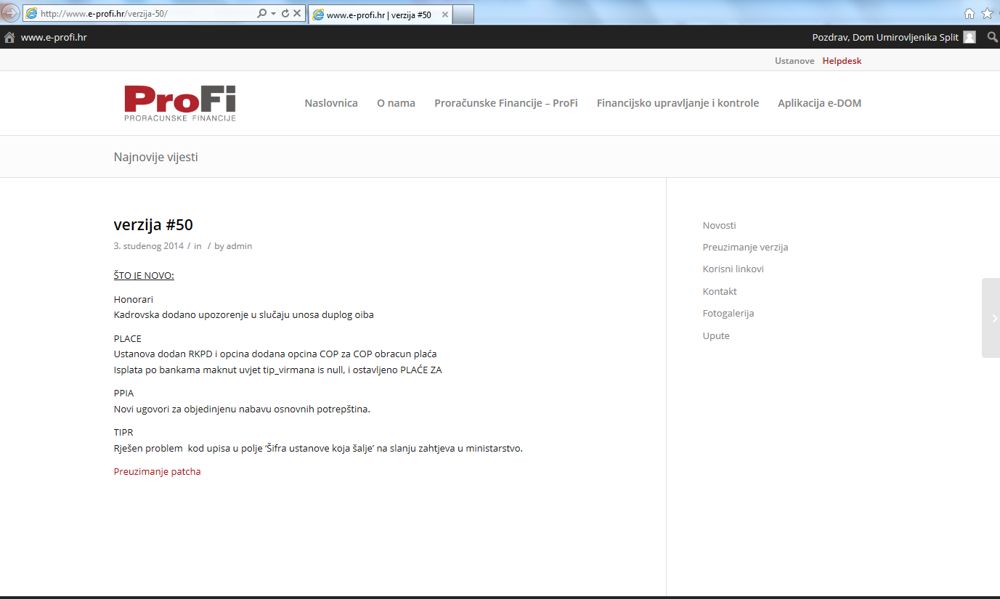 http://www.e-profi.hr/verzija-50/
www.e-profi.hr | verzija #50
www.e-profi.hr
Pozdrav, Dom Umirovljenika Split
Ustanove Helpdesk
ProFi
PRORAČUNSKE FINANCIJE
Naslovnica O nama Proračunske Financije – ProFi Financijsko upravljanje i kontrole Aplikacija e-DOM
Najnovije vijesti
verzija #50
3. studenog 2014 / in / by admin
ŠTO JE NOVO:
Honorari
Kadrovska dodano upozorenje u slučaju unosa duplog oiba
PLACE
Ustanova dodan RKPD i opcina dodana opcina COP za COP obracun plaća
Isplata po bankama maknut uvjet tip_virmana is null, i ostavljeno PLAĆE ZA
PPIA
Novi ugovori za objedinjenu nabavu osnovnih potrepština.
TIPR
Rješen problem  kod upisa u polje ‘Šifra ustanove koja šalje’ na slanju zahtjeva u ministarstvo.
Preuzimanje patcha
Novosti
Preuzimanje verzija
Korisni linkovi
Kontakt
Fotogalerija
Upute